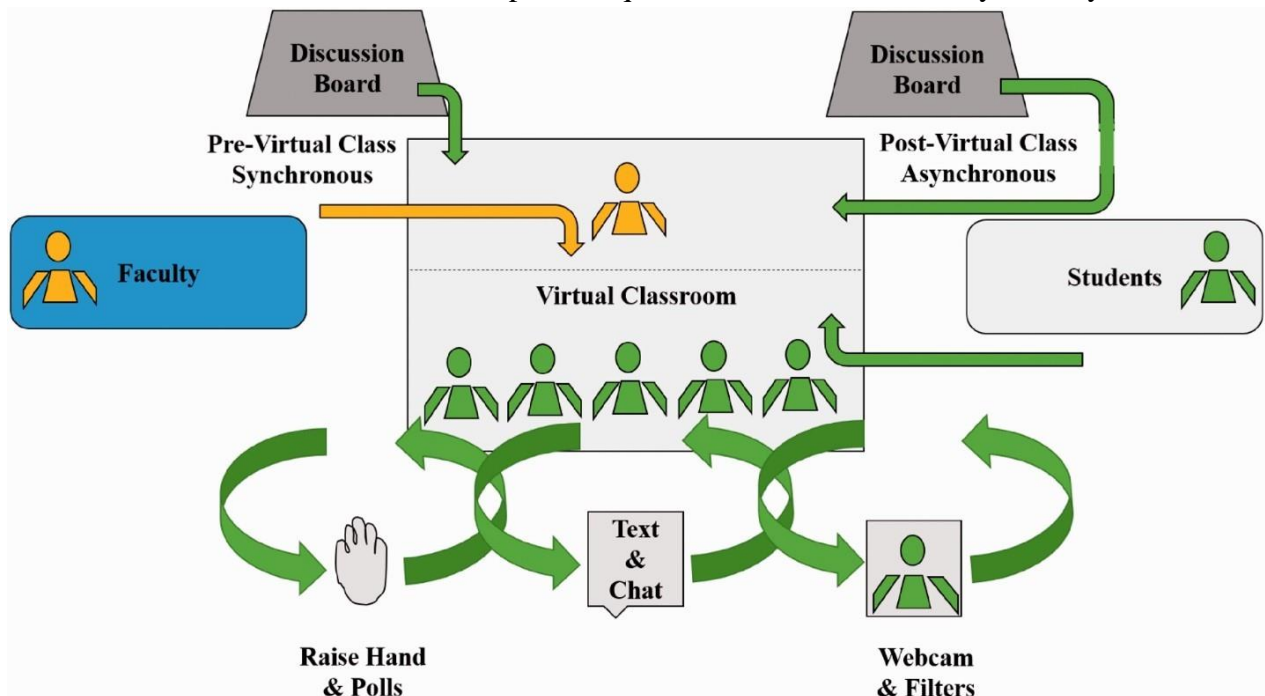 Discussion
Board
Discussion
Board
Pre-Virtual Class
Synchronous
Post-Virtual Class
Asynchronous
Faculty
Students
Virtual Classroom
Text
&
Chat
Raise Hand
& Polls
Webcam
& Filters